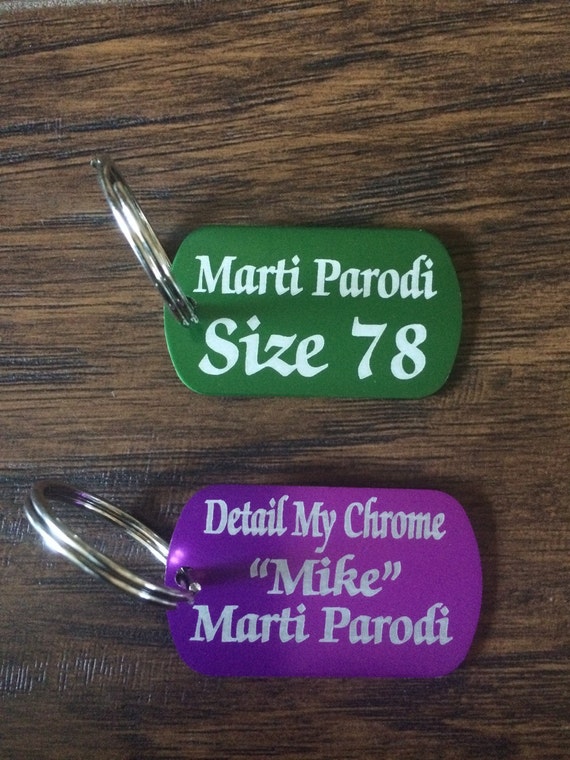 Marti Parodi
Size 78
Detail My Chrome
“Mike”
Marti Parodi